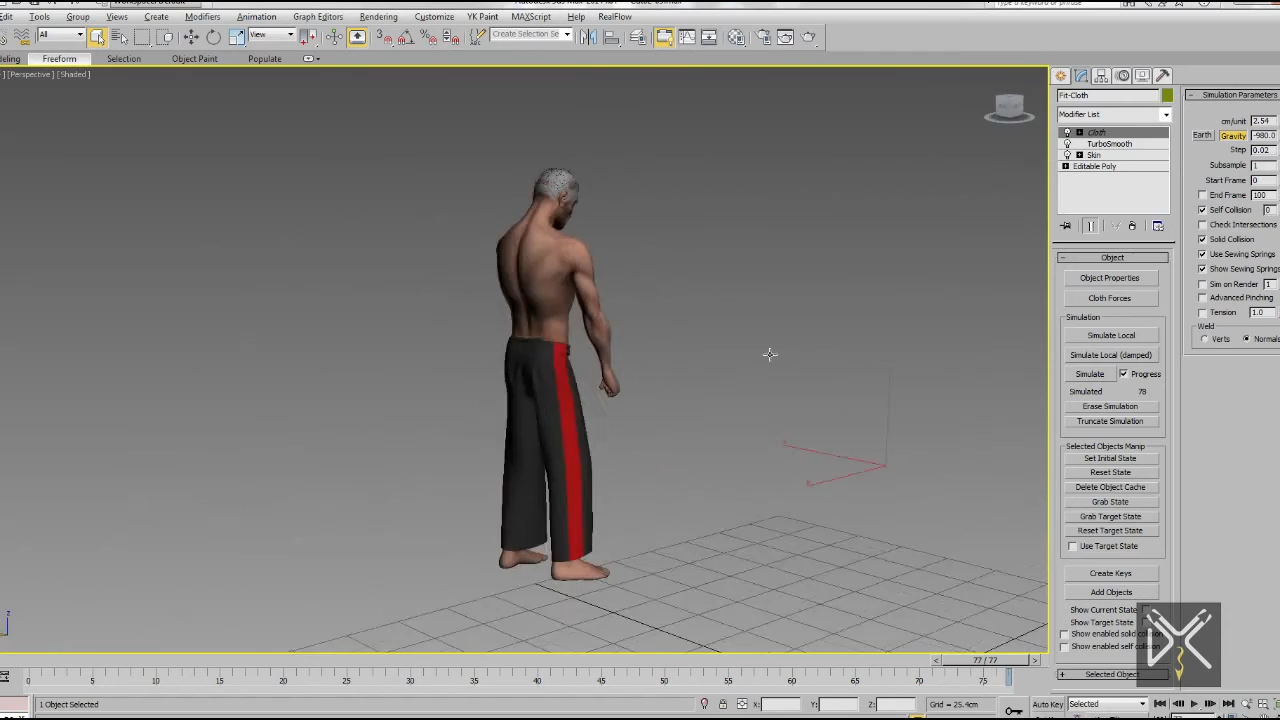 Edit Tools Group Views Create Modifiers Animation Graph Editors Rendering Customize YK Paint MAXScript Help RealFlow
All View Create Selection Se
Freeform Selection Object Paint Populate
] [Perspective] [Shaded]
Fit-Cloth
Modifier List
Cloth
TurboSmooth
Skin
Editable Poly
Object
Object Properties
Cloth Forces
Simulation
Simulate Local
Simulate Local (damped)
Simulate Progress
Simulated 78
Erase Simulation
Truncate Simulation
Selected Objects Manip
Set Initial State
Reset State
Delete Object Cache
Grab State
Grab Target State
Reset Target State
Use Target State
Create Keys
Add Objects
Show Current State
Show Target State
Show enabled solid collision
Show enabled self
Selected Object
Simulation Parameters
cm/unit 2.54
Earth Gravity -980.0
Step 0.02
Subsample 1
Start Frame 0
End Frame 100
Self Collision 0
Check Intersections
Solid Collision
Use Sewing Springs
Show Sewing Springs
Sim on Render 1
Advanced Pinching
Tension 1.0
Weld
Verts Normals
z
< 77 / 77 >
0 5 10 15 20 25 30 35 40 45 50 55 60 65 70 75
1 Object Selected X: Y: Z: Grid = 25.4cm Auto Key Selected